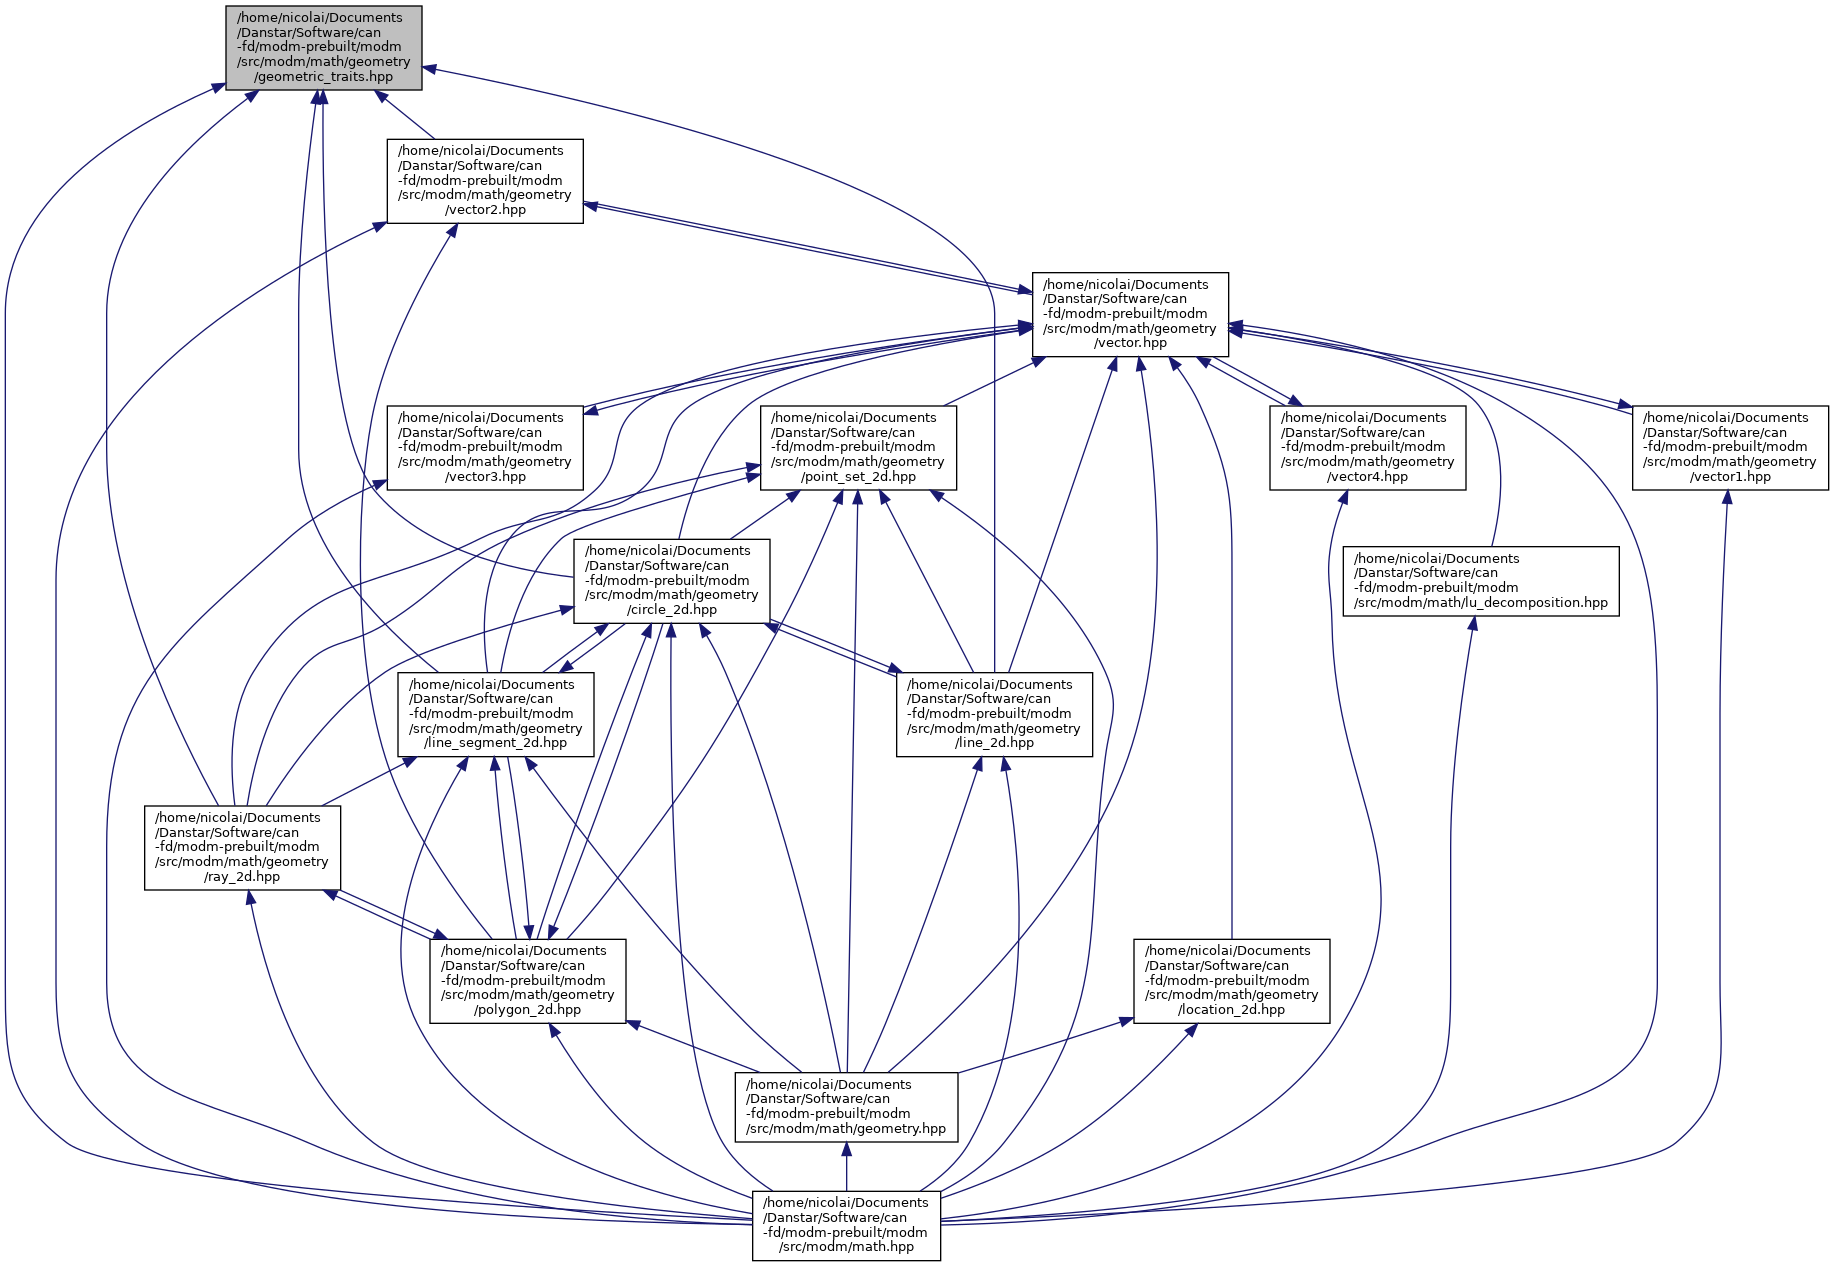 /home/nicolai/Documents
/Danstar/Software/can
-fd/modm-prebuilt/modm
/src/modm/math/geometry
/geometric_traits.hpp
/home/nicolai/Documents
/Danstar/Software/can
-fd/modm-prebuilt/modm
/src/modm/math/geometry
/vector2.hpp
/home/nicolai/Documents
/Danstar/Software/can
-fd/modm-prebuilt/modm
/src/modm/math/geometry
/vector.hpp
/home/nicolai/Documents
/Danstar/Software/can
-fd/modm-prebuilt/modm
/src/modm/math/geometry
/vector3.hpp
/home/nicolai/Documents
/Danstar/Software/can
-fd/modm-prebuilt/modm
/src/modm/math/geometry
/point_set_2d.hpp
/home/nicolai/Documents
/Danstar/Software/can
-fd/modm-prebuilt/modm
/src/modm/math/geometry
/vector4.hpp
/home/nicolai/Documents
/Danstar/Software/can
-fd/modm-prebuilt/modm
/src/modm/math/geometry
/vector1.hpp
/home/nicolai/Documents
/Danstar/Software/can
-fd/modm-prebuilt/modm
/src/modm/math/geometry
/circle_2d.hpp
/home/nicolai/Documents
/Danstar/Software/can
-fd/modm-prebuilt/modm
/src/modm/math/lu_decomposition.hpp
/home/nicolai/Documents
/Danstar/Software/can
-fd/modm-prebuilt/modm
/src/modm/math/geometry
/line_segment_2d.hpp
/home/nicolai/Documents
/Danstar/Software/can
-fd/modm-prebuilt/modm
/src/modm/math/geometry
/line_2d.hpp
/home/nicolai/Documents
/Danstar/Software/can
-fd/modm-prebuilt/modm
/src/modm/math/geometry
/ray_2d.hpp
/home/nicolai/Documents
/Danstar/Software/can
-fd/modm-prebuilt/modm
/src/modm/math/geometry
/polygon_2d.hpp
/home/nicolai/Documents
/Danstar/Software/can
-fd/modm-prebuilt/modm
/src/modm/math/geometry
/location_2d.hpp
/home/nicolai/Documents
/Danstar/Software/can
-fd/modm-prebuilt/modm
/src/modm/math/geometry.hpp
/home/nicolai/Documents
/Danstar/Software/can
-fd/modm-prebuilt/modm
/src/modm/math.hpp